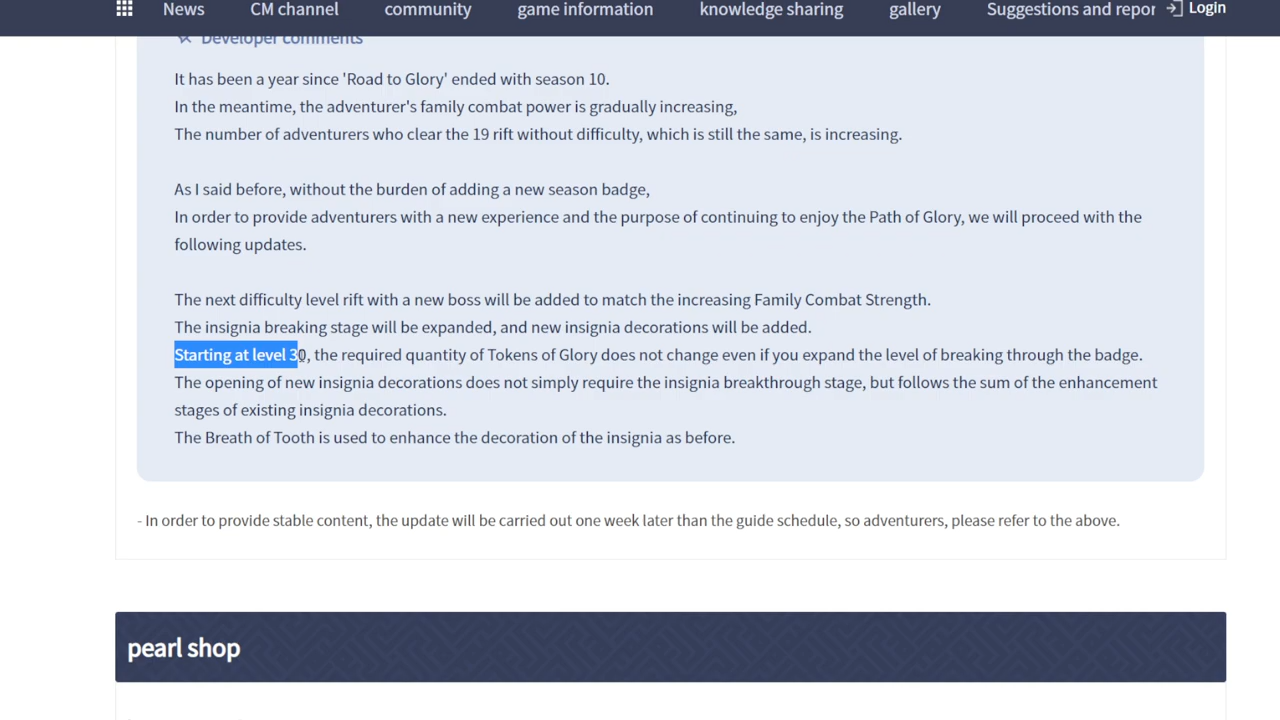 News CM channel community game information knowledge sharing gallery Suggestions and repor Login
Developer comments
It has been a year since 'Road to Glory' ended with season 10.
In the meantime, the adventurer's family combat power is gradually increasing,
The number of adventurers who clear the 19 rift without difficulty, which is still the same, is increasing.
As I said before, without the burden of adding a new season badge,
In order to provide adventurers with a new experience and the purpose of continuing to enjoy the Path of Glory, we will proceed with the
following updates.
The next difficulty level rift with a new boss will be added to match the increasing Family Combat Strength.
The insignia breaking stage will be expanded, and new insignia decorations will be added.
Starting at level 30, the required quantity of Tokens of Glory does not change even if you expand the level of breaking through the badge.
The opening of new insignia decorations does not simply require the insignia breakthrough stage, but follows the sum of the enhancement
stages of existing insignia decorations.
The Breath of Tooth is used to enhance the decoration of the insignia as before.
- In order to provide stable content, the update will be carried out one week later than the guide schedule, so adventurers, please refer to the above.
pearl shop